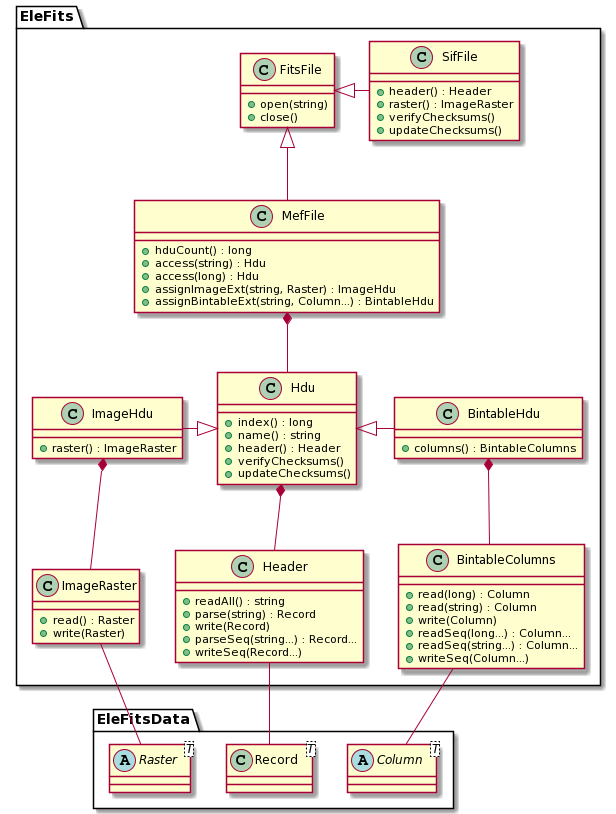 EleFits
C FitsFile
open(string)
close()
C SifFile
header() : Header
raster() : ImageRaster
verifyChecksums()
updateChecksums()
C MefFile
hduCount() : long
access(string) : Hdu
access(long) : Hdu
assignImageExt(string, Raster) : ImageHdu
assignBintableExt(string, Column...) : BintableHdu
C ImageHdu
raster() : ImageRaster
C Hdu
index() : long
name() : string
header() : Header
verifyChecksums()
updateChecksums()
C BintableHdu
columns() : BintableColumns
C ImageRaster
read() : Raster
write(Raster)
C Header
readAll() : string
parse(string) : Record
write(Record)
parseSeq(string...) : Record...
writeSeq(Record...)
C BintableColumns
read(long) : Column
read(string) : Column
write(Column)
readSeq(long...) : Column...
readSeq(string...) : Column...
writeSeq(Column...)
EleFitsData
A Raster T
C Record T
A Column T